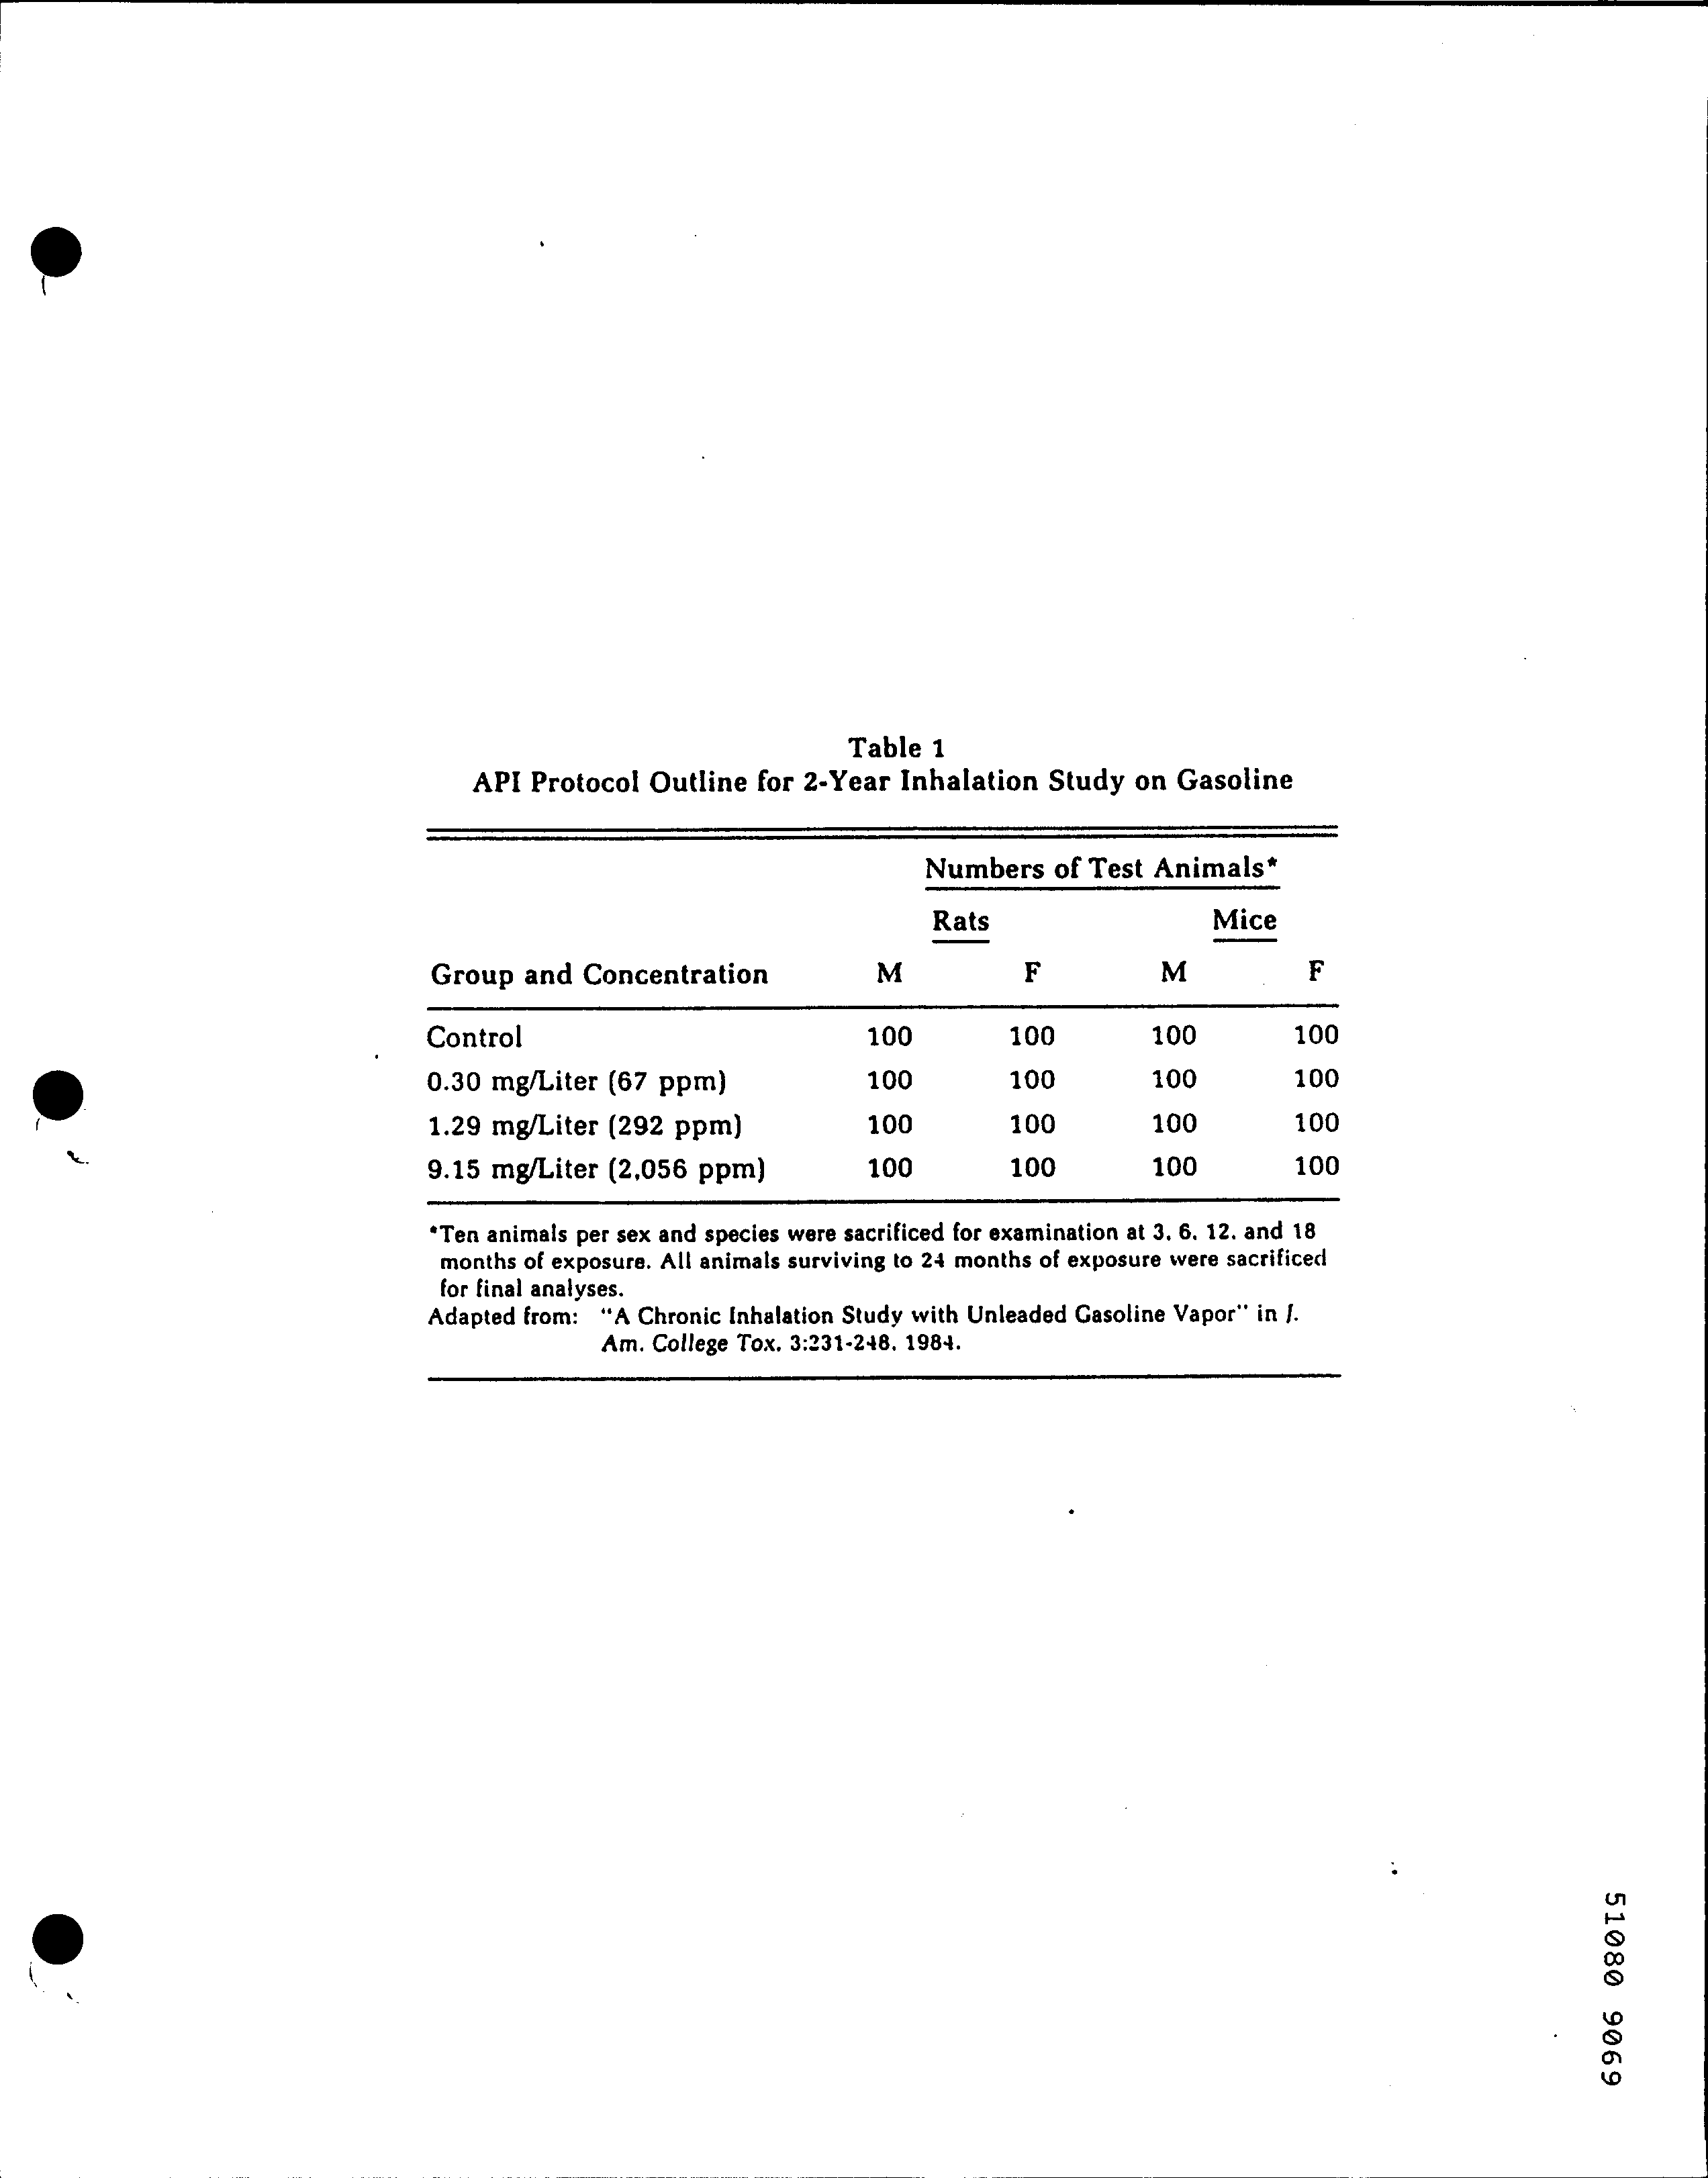 Table 1
API Protocol Outline for 2-Year Inhalation Study on Gasoline
Numbers of Test Animals*
Rats Mice
Group and Concentration M F M F
Control 100 100 100 100
0.30 mg/Liter (67 ppm) 100 100 100 100
1.29 mg/Liter (292 ppm) 100 100 100 100
9.15 mg/Liter (2,056 ppm) 100 100 100 100
*Ten animals per sex and species were sacrificed for examination at 3, 6, 12, and 18
months of exposure. All animals surviving to 24 months of exposure were sacrificed
for final analyses.
Adapted from: "A Chronic Inhalation Study with Unleaded Gasoline Vapor" in J.
Am. College Tox. 3:231-248, 1984.
51080 9069